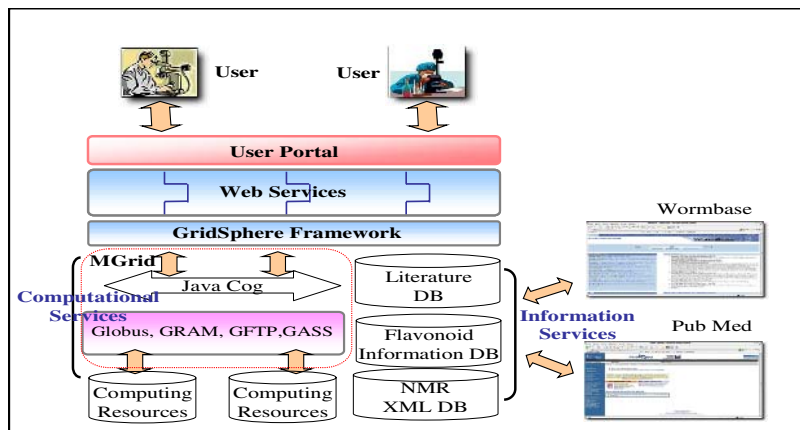 User
User
User Portal
Web Services
GridSphere Framework
MGrid
Java Cog
Computational
Services
Globus, GRAM, GFTP,GASS
Computing
Resources
Computing
Resources
Literature
DB
Flavonoid
Information DB
NMR
XML DB
Information
Services
Wormbase
Pub Med